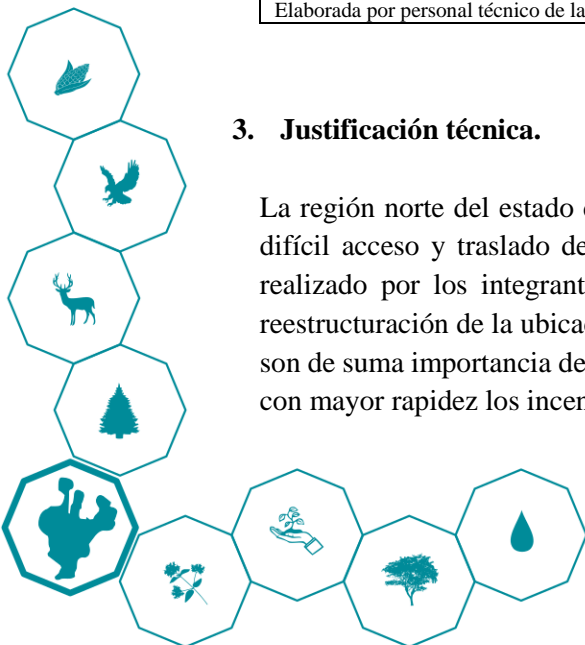 Elaborada por personal técnico de la
3. Justificación técnica.
La región norte del estado
difícil acceso y traslado de
realizado por los integrant
reestructuración de la ubica
son de suma importancia de
con mayor rapidez los incen